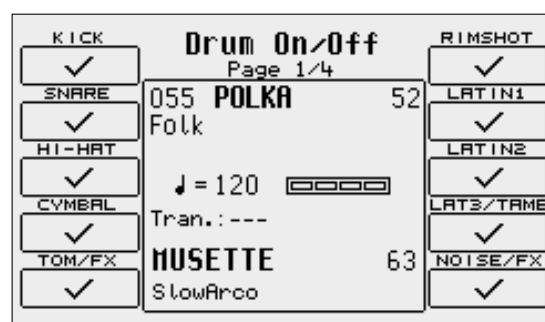 Drum On/Off
Page 1/4
KICK
SNARE
HI-HAT
CYMBAL
TOM/FX
055 POLKA 52
Folk
♩=120
Tran.:---
MUSETTE 63
SlowArco
RIMSHOT
LATIN1
LATIN2
LAT3/TAMB
NOISE/FX